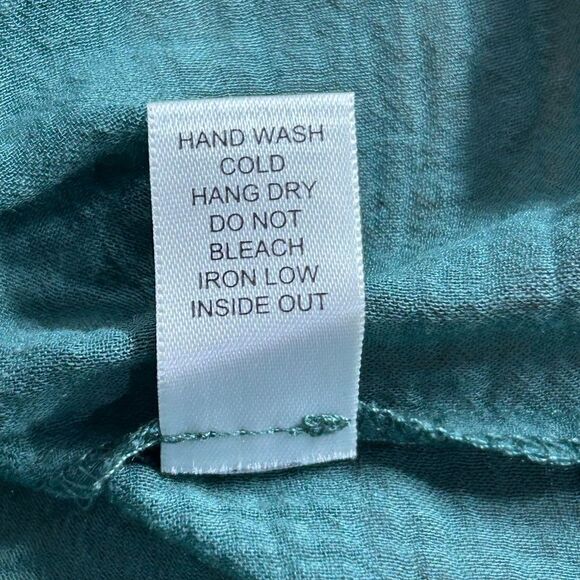 HAND WASH
COLD
HANG DRY
DO NOT
BLEACH
IRON LOW
INSIDE OUT